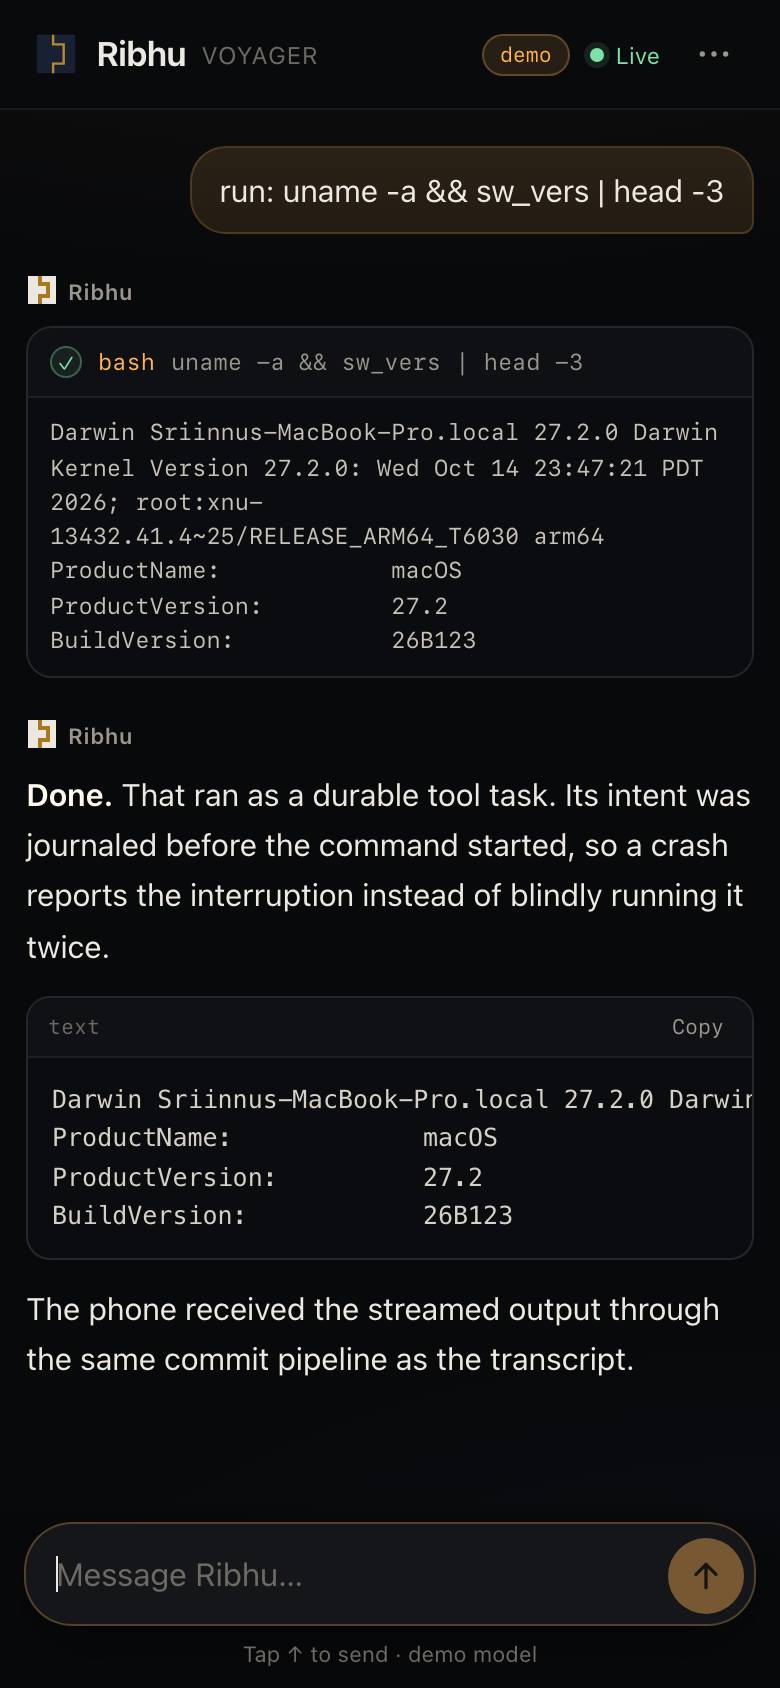 Ribhu VOYAGER demo Live ...
run: uname -a && sw_vers | head -3
Ribhu
bash uname -a && sw_vers | head -3
Darwin Sriinnus-MacBook-Pro.local 27.2.0 Darwin
Kernel Version 27.2.0: Wed Oct 14 23:47:21 PDT
2026; root:xnu-
13432.41.4~25/RELEASE_ARM64_T6030 arm64
ProductName: macOS
ProductVersion: 27.2
BuildVersion: 26B123
Ribhu
Done. That ran as a durable tool task. Its intent was
journaled before the command started, so a crash
reports the interruption instead of blindly running it
twice.
text Copy
Darwin Sriinnus-MacBook-Pro.local 27.2.0 Darwin
ProductName: macOS
ProductVersion: 27.2
BuildVersion: 26B123
The phone received the streamed output through
the same commit pipeline as the transcript.
Message Ribhu...
Tap ↑ to send · demo model